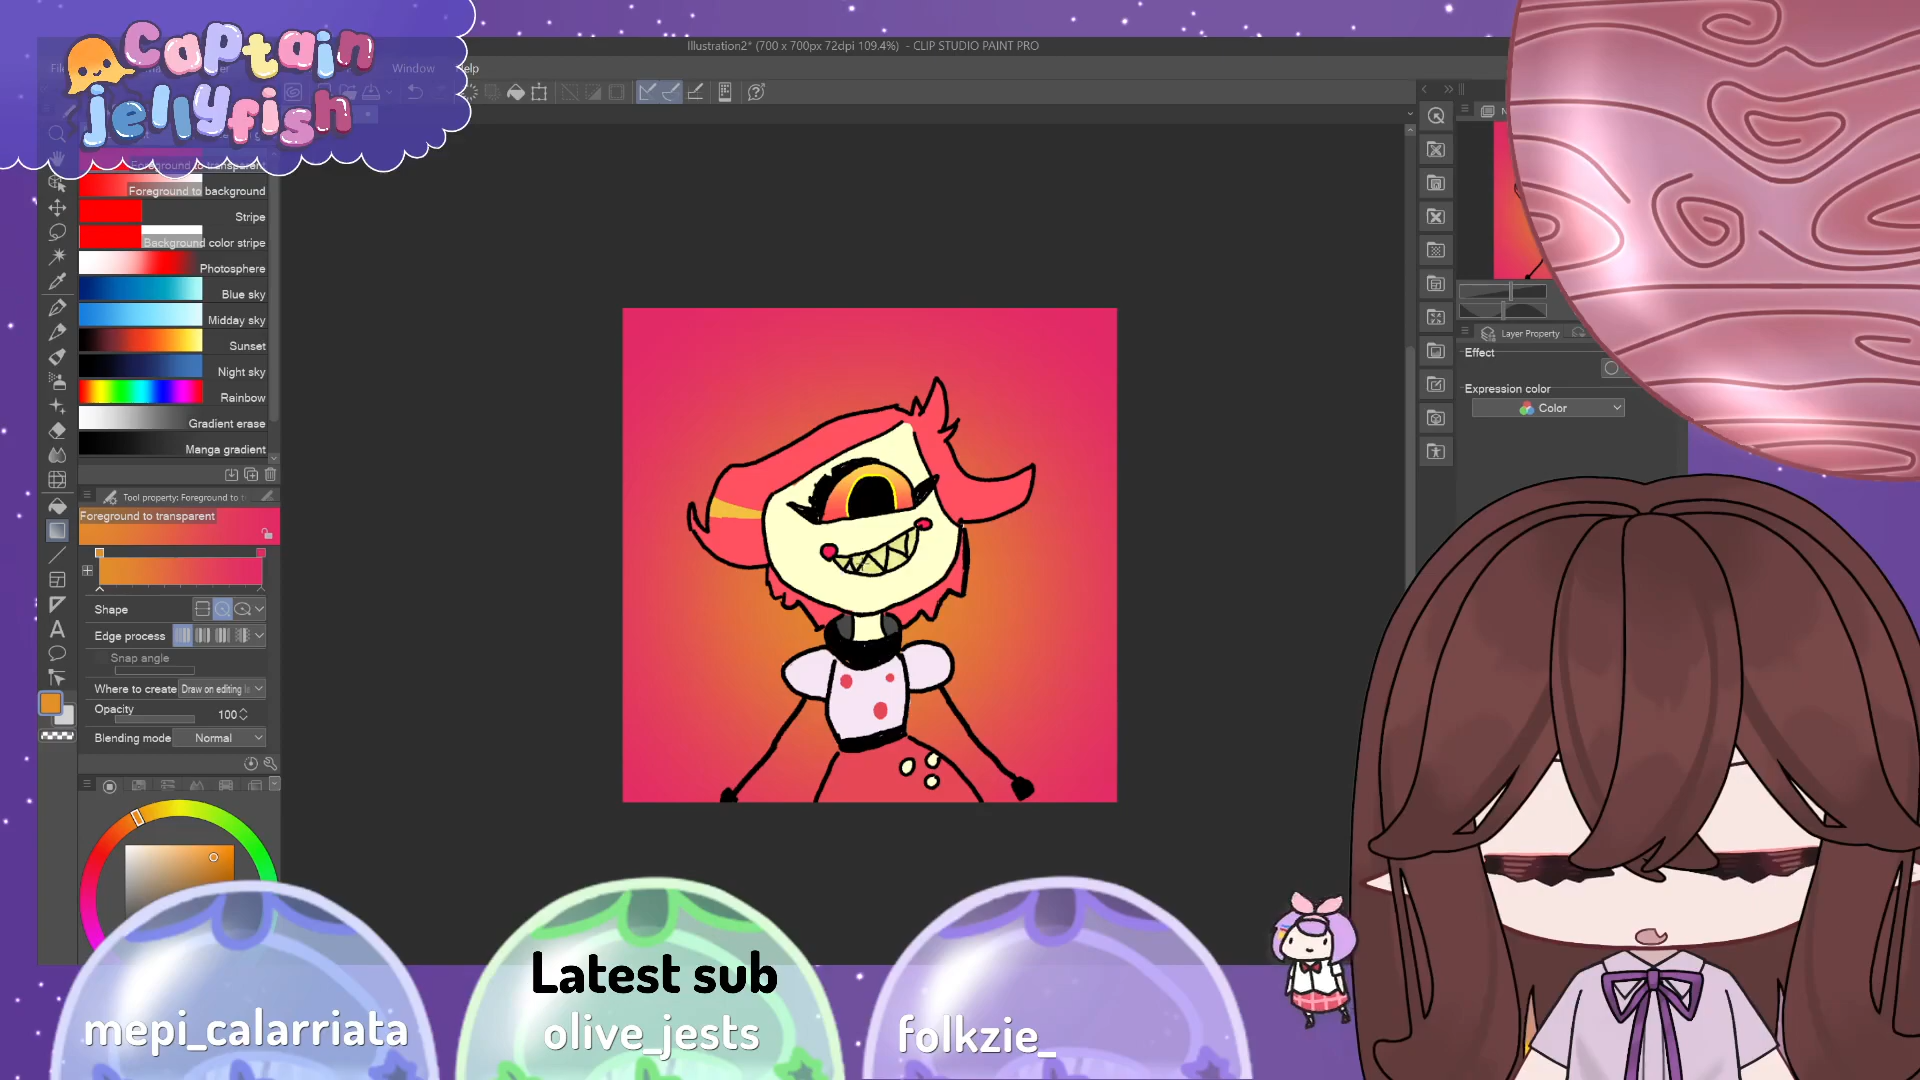 Captain
jellyfish
Illustration2* (700 x 700px 72dpi 109.4%) - CLIP STUDIO PAINT PRO
Window
Foreground to transparent
Foreground to background
Stripe
Background color stripe
Photosphere
Blue sky
Midday sky
Sunset
Night sky
Rainbow
Gradient erase
Manga gradient
Tool property: Foreground to t
Foreground to transparent
Shape
Edge process
Snap angle
Where to create Draw on editing l
Opacity 100
Blending mode Normal
Layer Property
Effect
Expression color
Color
Latest sub
mepi_calarriata
olive_jests
folkzie_